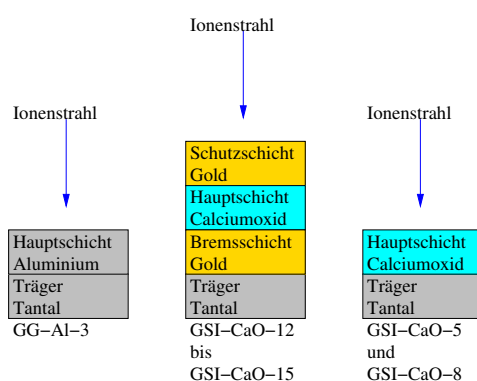 Ionenstrahl
Hauptschicht
Aluminium
Träger
Tantal
GG−Al−3
Ionenstrahl
Schutzschicht
Gold
Hauptschicht
Calciumoxid
Bremsschicht
Gold
Träger
Tantal
GSI−CaO−12
bis
GSI−CaO−15
Ionenstrahl
Hauptschicht
Calciumoxid
Träger
Tantal
GSI−CaO−5
und
GSI−CaO−8